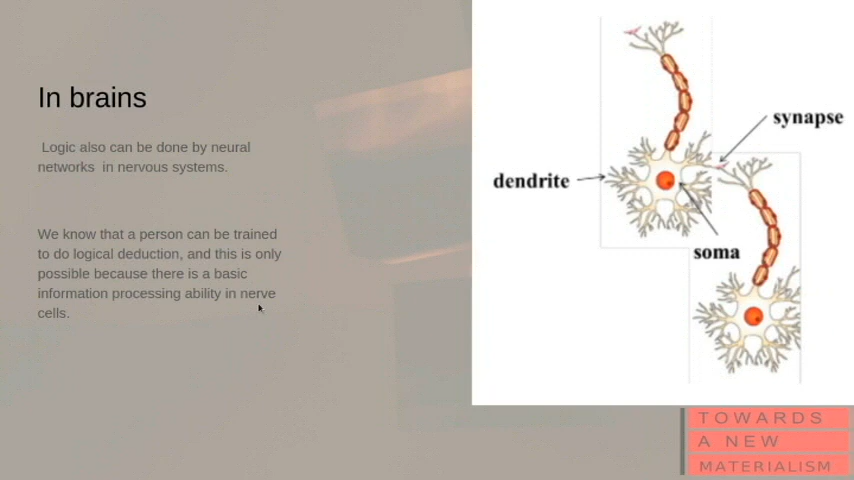 In brains
Logic also can be done by neural
networks  in nervous systems.
We know that a person can be trained
to do logical deduction, and this is only
possible because there is a basic
information processing ability in nerve
cells.
synapse
dendrite
soma
TOWARDS
A NEW
MATERIALISM